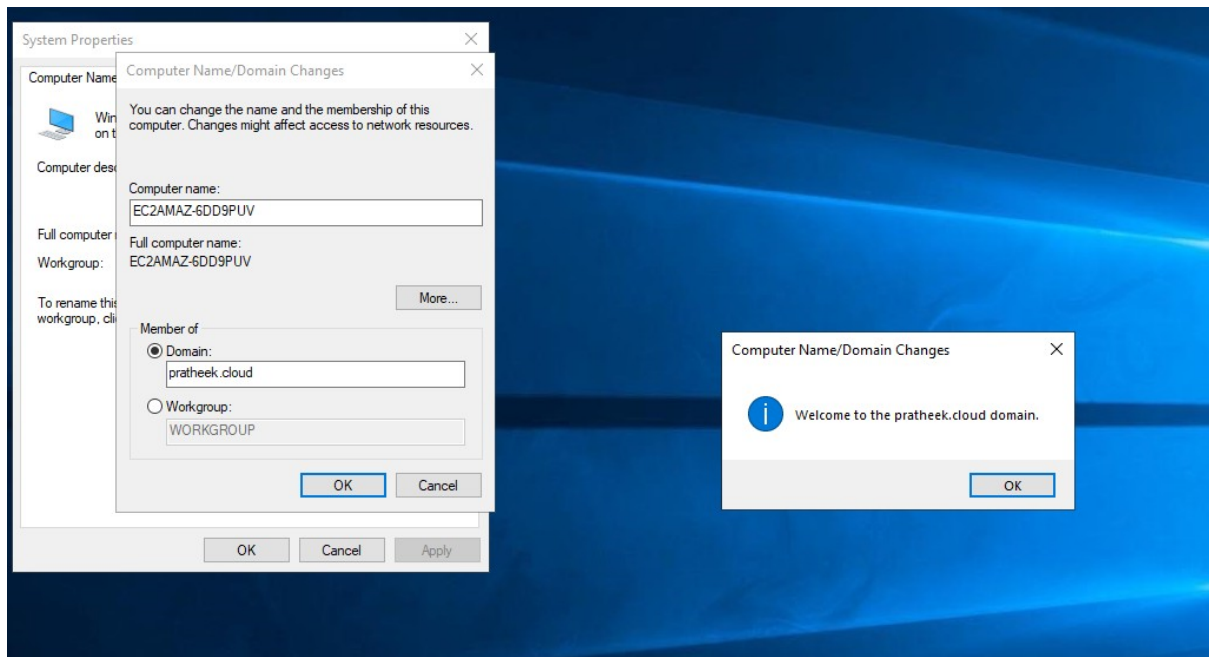 System Properties
Computer Name
Win
on t
Computer desc
Full computer
Workgroup:
To rename this
workgroup, cli
Computer Name/Domain Changes
You can change the name and the membership of this
computer. Changes might affect access to network resources.
Computer name:
EC2AMAZ-6DD9PUV
Full computer name:
EC2AMAZ-6DD9PUV
More...
Member of
Domain:
pratheek.cloud
Workgroup:
WORKGROUP
OK Cancel
OK Cancel Apply
Computer Name/Domain Changes
Welcome to the pratheek.cloud domain.
OK